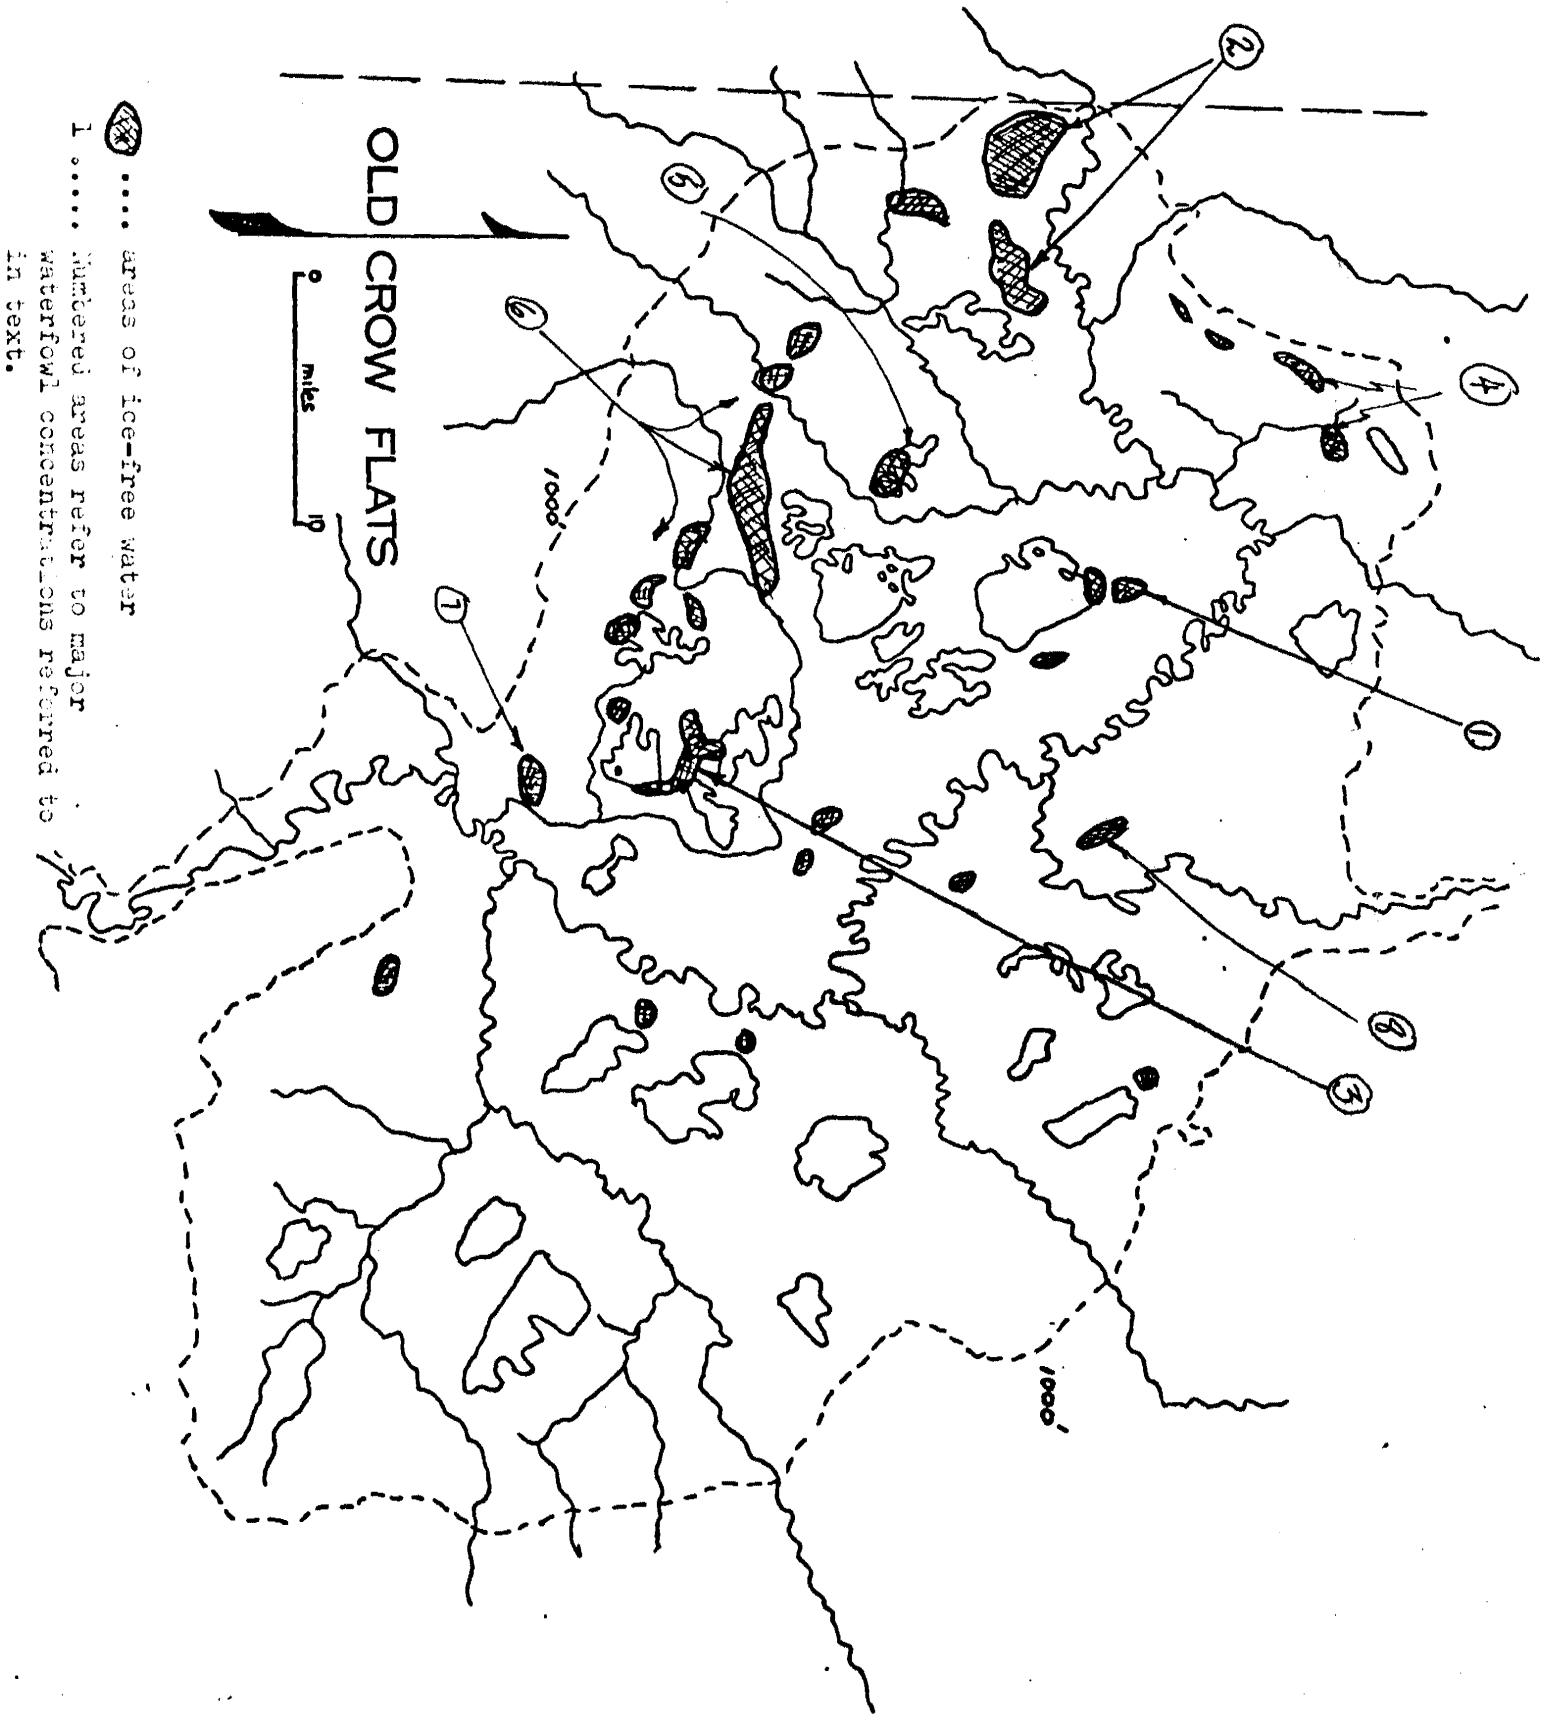 2
4
5
6
1
7
8
3
1000'
1000'
OLD CROW FLATS
0 10
miles
.... areas of ice-free water
1 ..... Numbered areas refer to major
waterfowl concentrations referred to
in text.